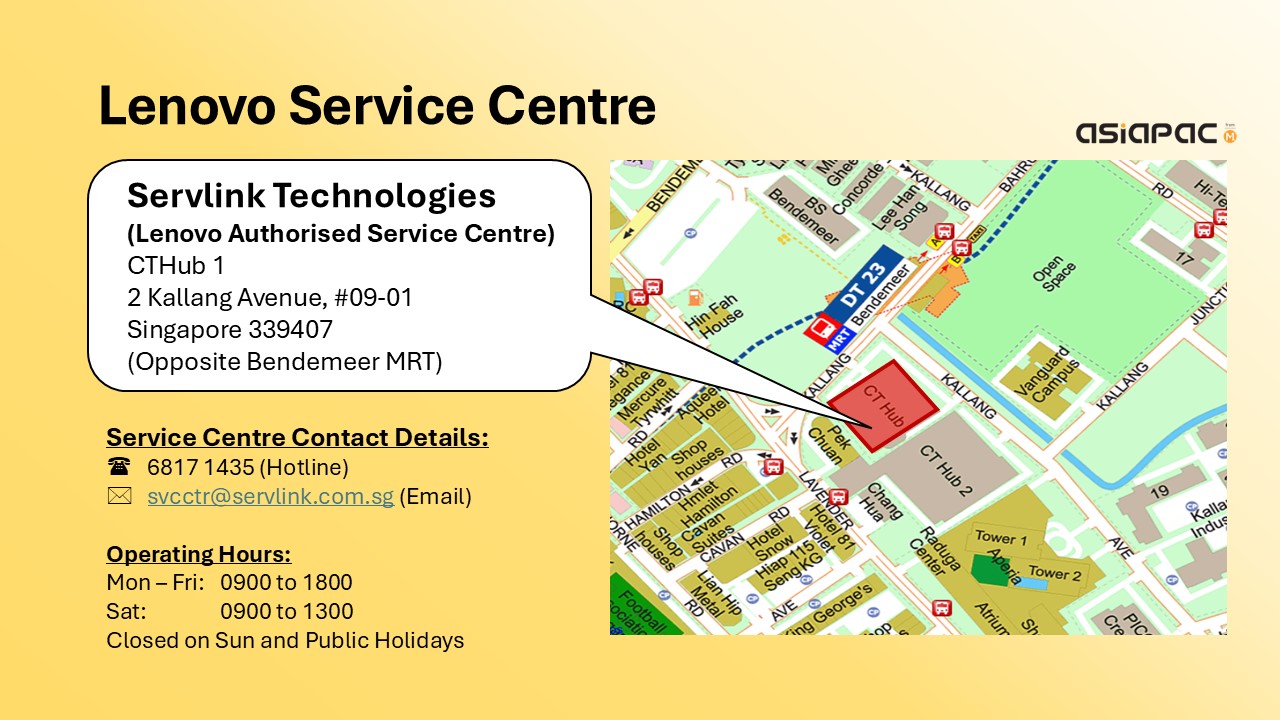 Lenovo Service Centre
asiapac
Servlink Technologies
(Lenovo Authorised Service Centre)
CTHub 1
2 Kallang Avenue, #09-01
Singapore 339407
(Opposite Bendemeer MRT)
Service Centre Contact Details:
6817 1435 (Hotline)
svcctr@servlink.com.sg (Email)
Operating Hours:
Mon – Fri: 0900 to 1800
Sat: 0900 to 1300
Closed on Sun and Public Holidays
BENDEM
BS
Bendemeer
Concorde
Lee Han
Song
KALLANG
BAHRU
RD
Hi-Te
17
Open
Space
DT 23
Bendemeer
MRT
Hin Fah
House
KALLANG
CT Hub
KALLANG
Vanguard
Campus
KALLANG
JUNCTI
Mercure
Tyrwhitt
Aqueen
Hotel
RD
Hotel
Yan
Shop
houses
RD
Pek
Chuan
CT Hub 2
LAVENDER
Chang
Hua
HAMILTON
Hmlet
Hamilton
Cavan
Suites
Shop
houses
CAVAN
RD
Hotel
Snow
Hiap 115
Seng KG
Hotel 81
Violet
Raduga
Center
Tower 1
Aperia
Tower 2
AVE
19
Kalla
Indus
Lian Hip
Metal
RD
AVE
King George's
Atrium
Football
PIC